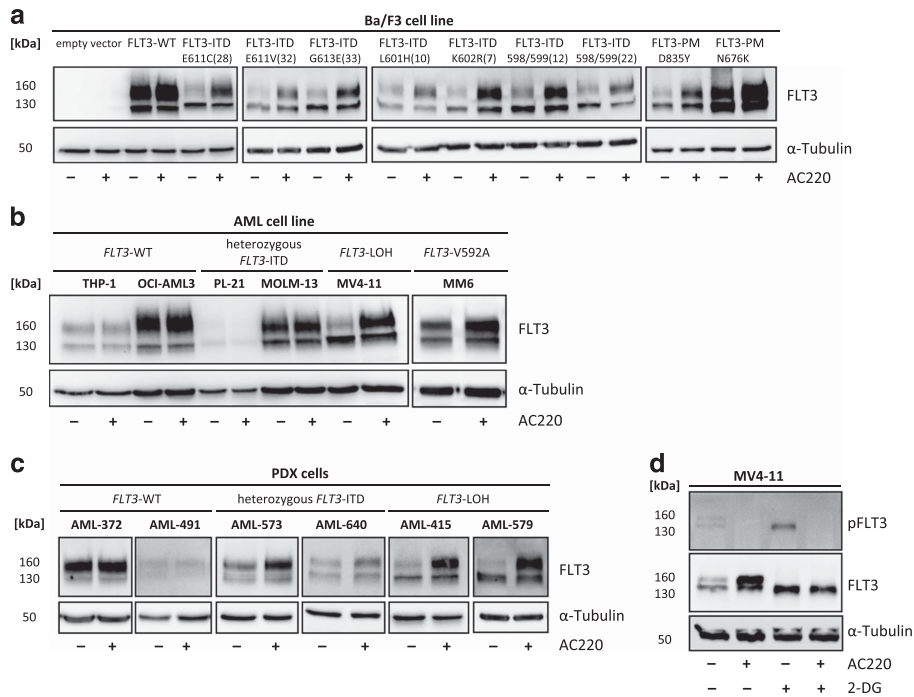 a
Ba/F3 cell line
[kDa]
empty vector FLT3-WT FLT3-ITD FLT3-ITD FLT3-ITD FLT3-ITD FLT3-ITD FLT3-ITD FLT3-ITD FLT3-PM FLT3-PM
E611C(28) E611V(32) G613E(33) L601H(10) K602R(7) 598/599(12) 598/599(22) D835Y N676K
160
130
FLT3
50
α-Tubulin
– + – + – + – + – + – + – + – + – + – + – + AC220
b
AML cell line
FLT3-WT heterozygous FLT3-ITD FLT3-LOH FLT3-V592A
[kDa]
THP-1 OCI-AML3 PL-21 MOLM-13 MV4-11 MM6
160
130
FLT3
50
α-Tubulin
– + – + – + – + – + – + AC220
c
PDX cells
FLT3-WT heterozygous FLT3-ITD FLT3-LOH
[kDa]
AML-372 AML-491 AML-573 AML-640 AML-415 AML-579
160
130
FLT3
50
α-Tubulin
– + – + – + – + – + – + AC220
d
MV4-11
[kDa]
160
130
pFLT3
160
130
FLT3
50
α-Tubulin
– + – + AC220
– – + + 2-DG